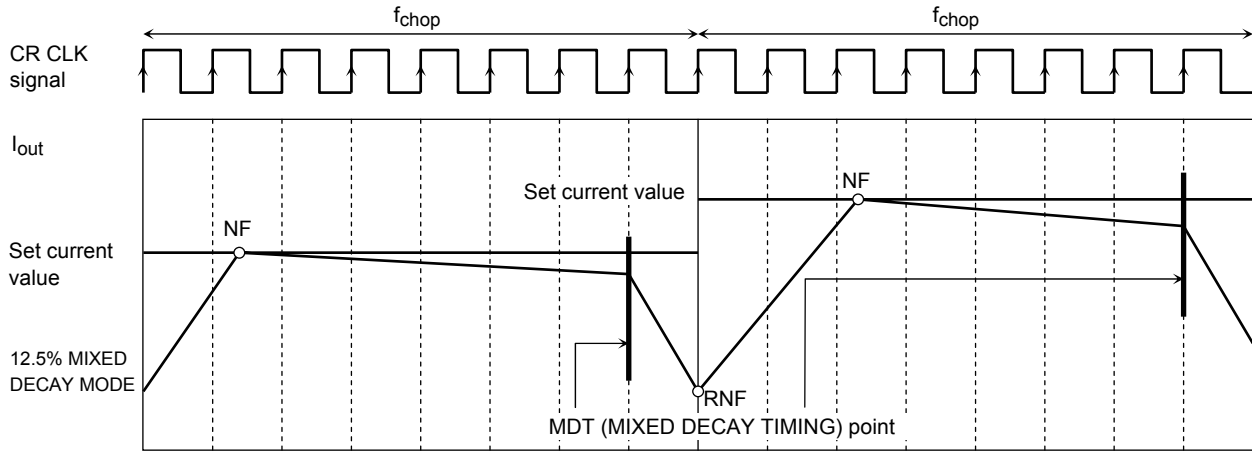 fchop
fchop
CR CLK
signal
Iout
Set current value
NF
NF
Set current
value
12.5% MIXED
DECAY MODE
RNF
MDT (MIXED DECAY TIMING) point